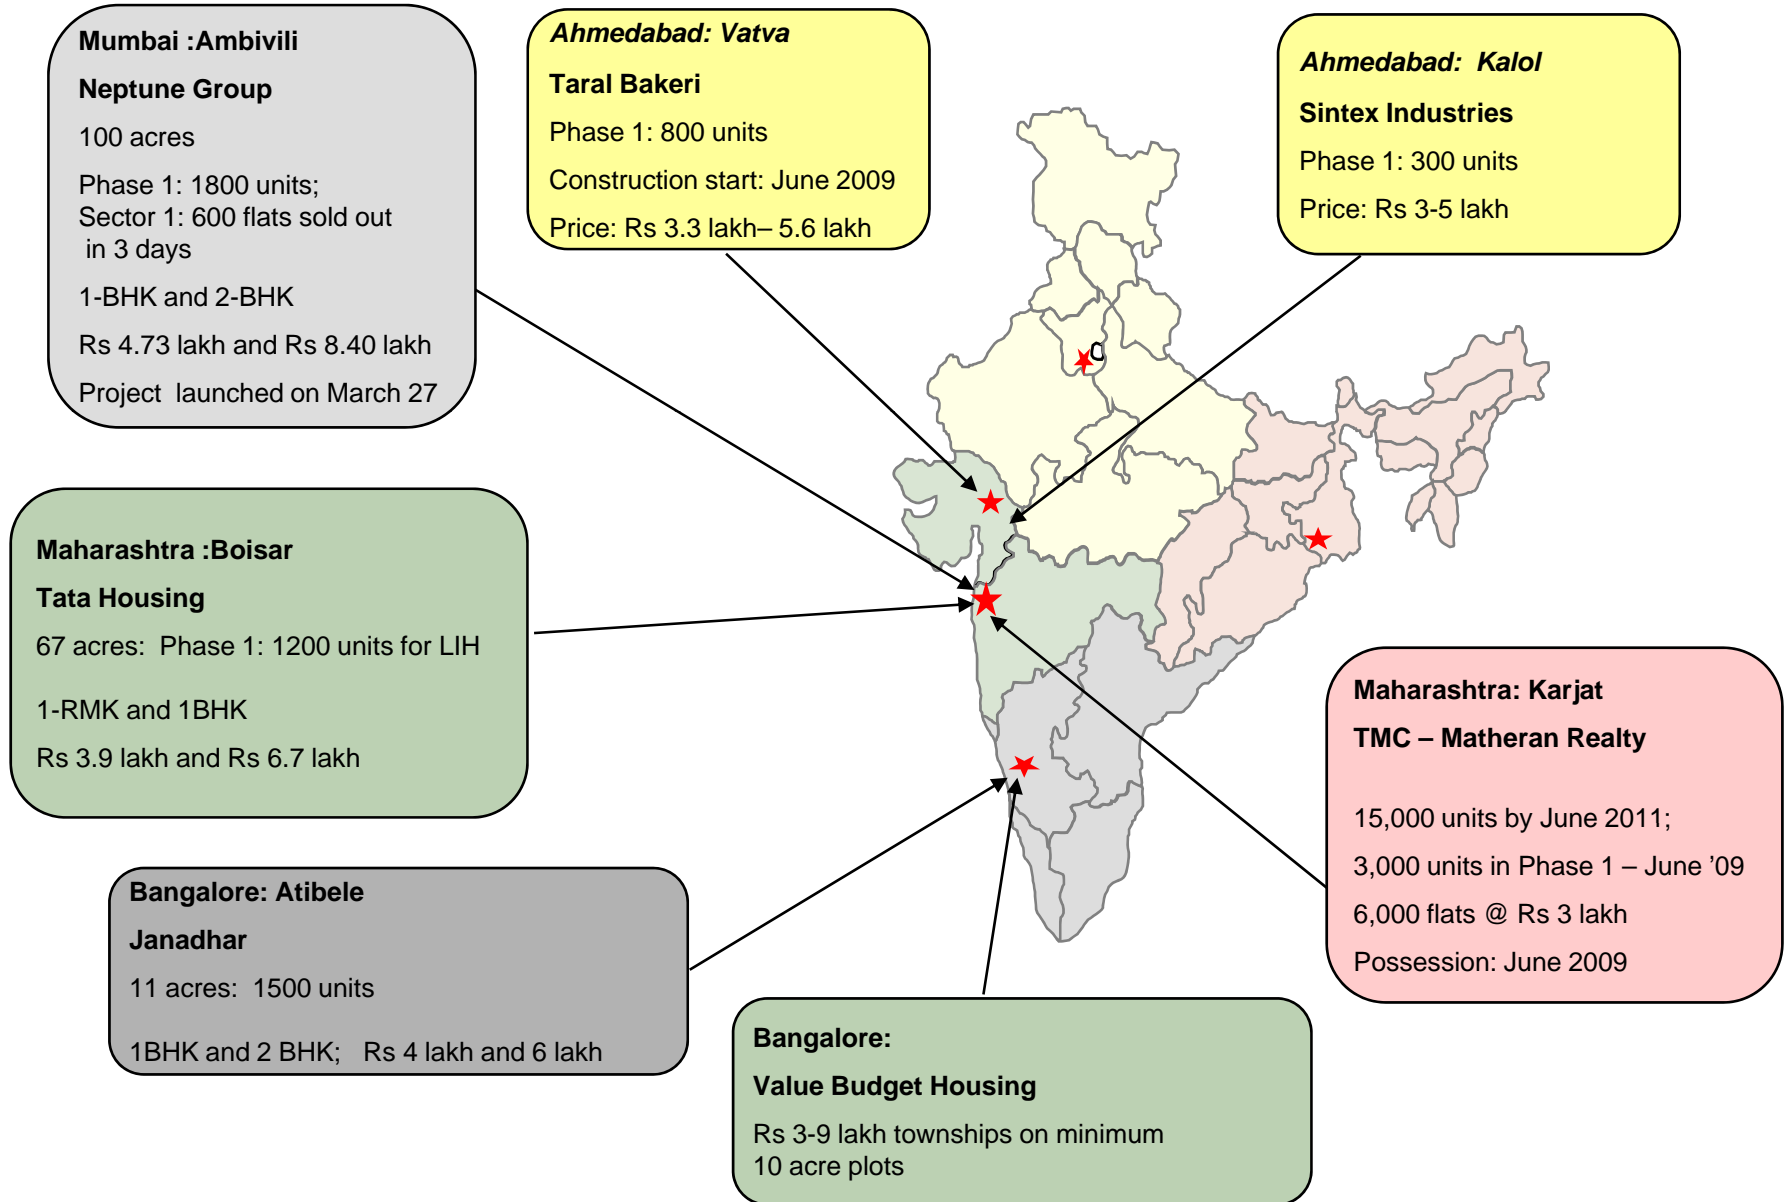 Mumbai :Ambivili
Neptune Group
100 acres
Phase 1: 1800 units;
Sector 1: 600 flats sold out
in 3 days
1-BHK and 2-BHK
Rs 4.73 lakh and Rs 8.40 lakh
Project launched on March 27
Ahmedabad: Vatva
Taral Bakeri
Phase 1: 800 units
Construction start: June 2009
Price: Rs 3.3 lakh– 5.6 lakh
Ahmedabad: Kalol
Sintex Industries
Phase 1: 300 units
Price: Rs 3-5 lakh
Maharashtra :Boisar
Tata Housing
67 acres: Phase 1: 1200 units for LIH
1-RMK and 1BHK
Rs 3.9 lakh and Rs 6.7 lakh
Maharashtra: Karjat
TMC – Matheran Realty
15,000 units by June 2011;
3,000 units in Phase 1 – June ’09
6,000 flats @ Rs 3 lakh
Possession: June 2009
Bangalore: Atibele
Janadhar
11 acres: 1500 units
1BHK and 2 BHK; Rs 4 lakh and 6 lakh
Bangalore:
Value Budget Housing
Rs 3-9 lakh townships on minimum
10 acre plots